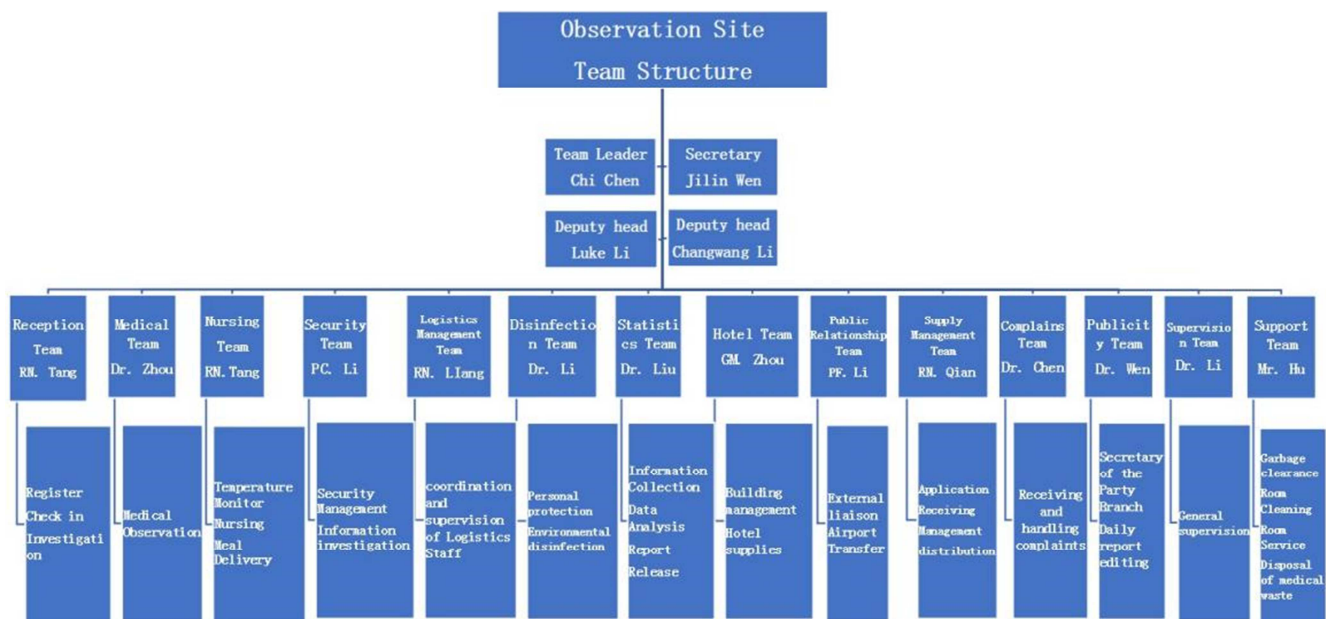 Observation Site
Team Structure
Team Leader
Chi Chen
Secretary
Jilin Wen
Deputy head
Luke Li
Deputy head
Changwang Li
Reception
Team
RN. Tang
Medical
Team
Dr. Zhou
Nursing
Team
RN.Tang
Security
Team
PC. Li
Logistics
Management
Team
RN. LIang
Disinfectio
n Team
Dr. Li
Statisti
cs Team
Dr. Liu
Hotel Team
GM. Zhou
Public
Relationship
Team
PF. Li
Supply
Management
Team
RN. Qian
Complains
Team
Dr. Chen
Publicit
y Team
Dr. Wen
Supervisio
n Team
Dr. Li
Support
Team
Mr. Hu
Register
Check in
Investigati
on
Medical
Observation
Temperature
Monitor
Nursing
Meal
Delivery
Security
Management
Information
investigation
coordination
and
supervision
of Logistics
Staff
Personal
protection
Environmental
disinfection
Information
Collection
Data
Analysis
Report
Release
Building
management
Hotel
supplies
External
liaison
Airport
Transfer
Application
Receiving
Management
distribution
Receiving
and
handling
complaints
Secretary
of the
Party
Branch
Daily
report
editing
General
supervision
Garbage
clearance
Room
Cleaning
Room
Service
Disposal
of medical
waste